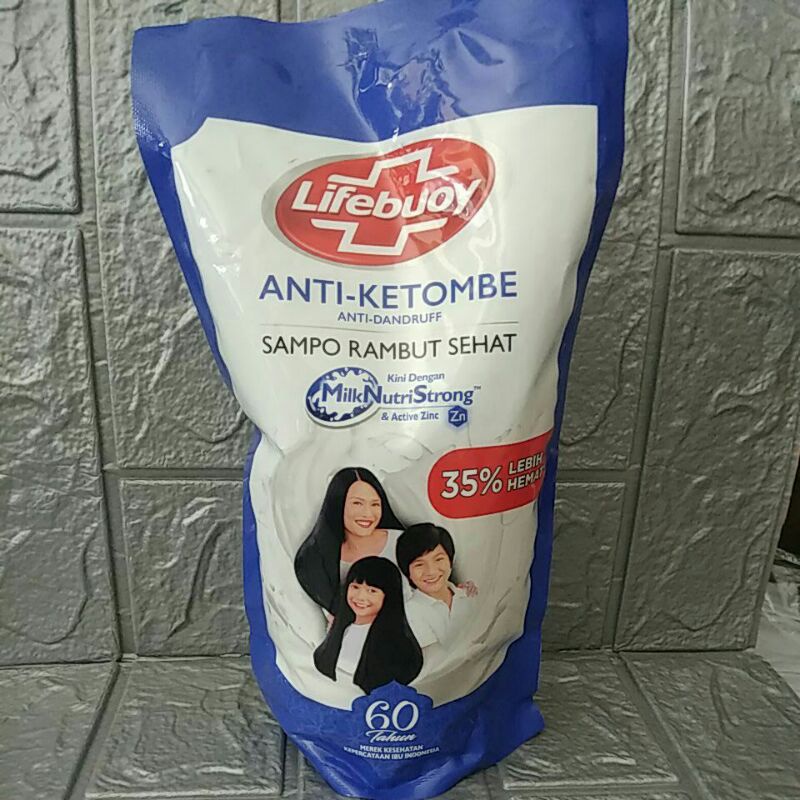 Lifebuoy
ANTI-KETOMBE
ANTI-DANDRUFF
SAMPO RAMBUT SEHAT
Kini Dengan
MilkNutriStrong™
& Active Zinc Zn
35% LEBIH
HEMAT
60
Tahun
MEREK KESEHATAN
KEPERCAYAAN IBU INDONESIA